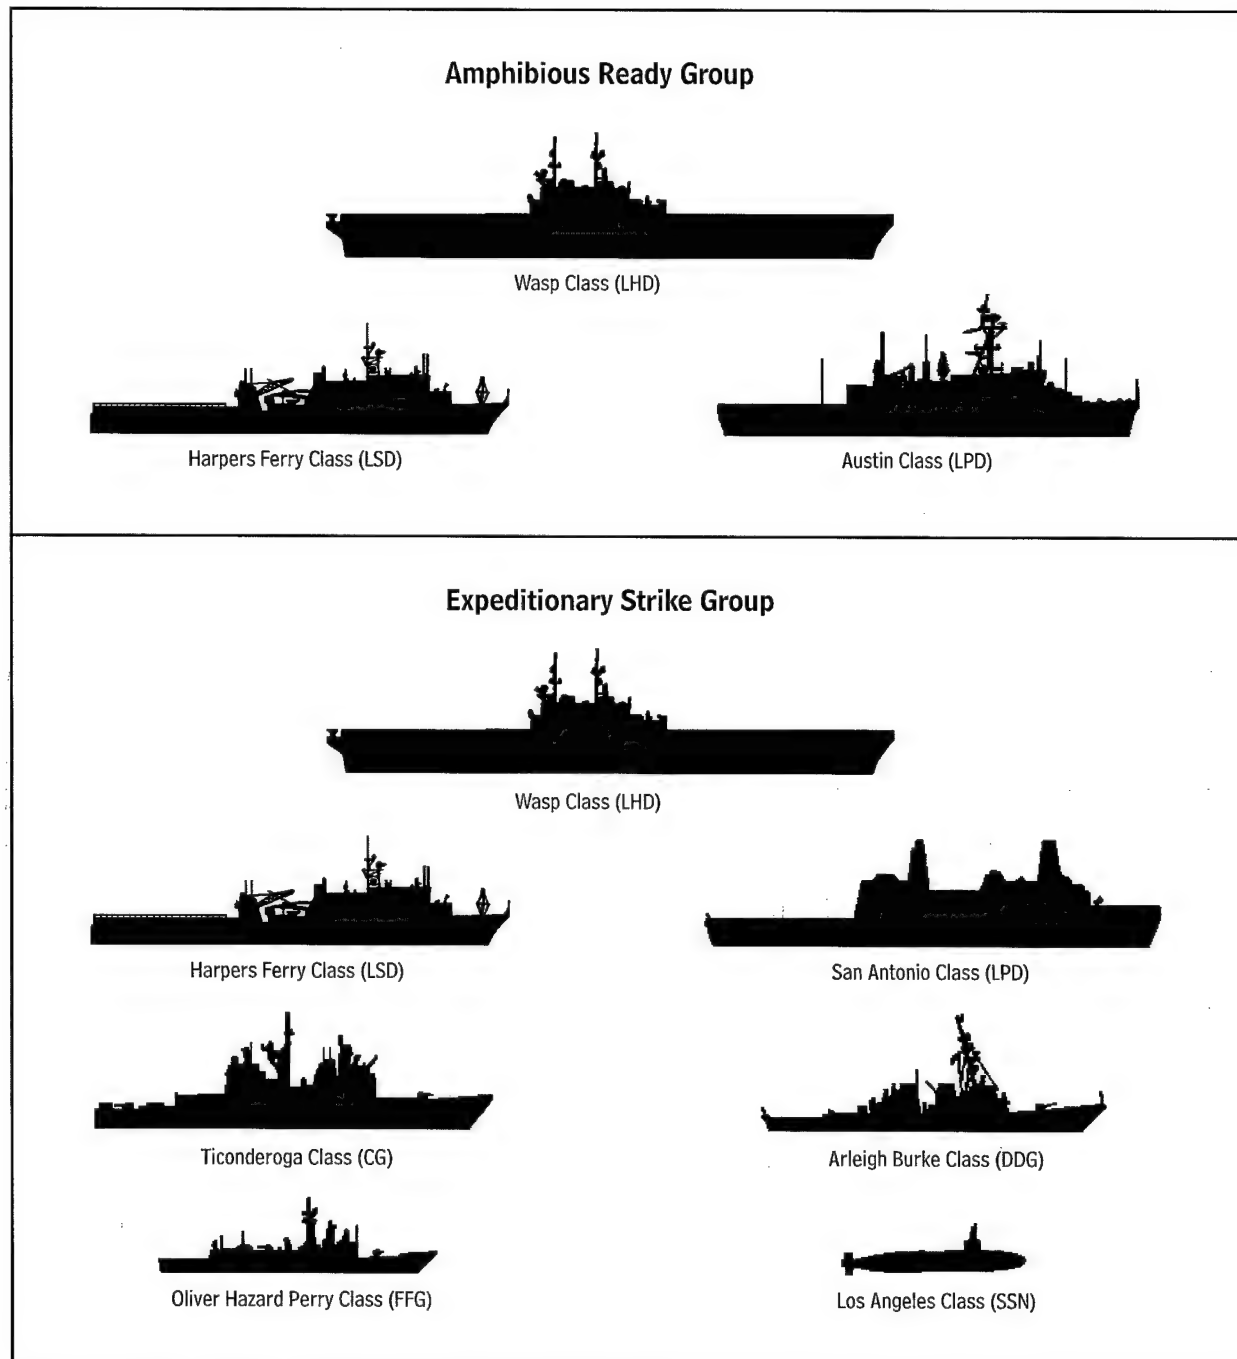 Amphibious Ready Group
Wasp Class (LHD)
Harpers Ferry Class (LSD)
Austin Class (LPD)
Expeditionary Strike Group
Wasp Class (LHD)
Harpers Ferry Class (LSD)
San Antonio Class (LPD)
Ticonderoga Class (CG)
Arleigh Burke Class (DDG)
Oliver Hazard Perry Class (FFG)
Los Angeles Class (SSN)